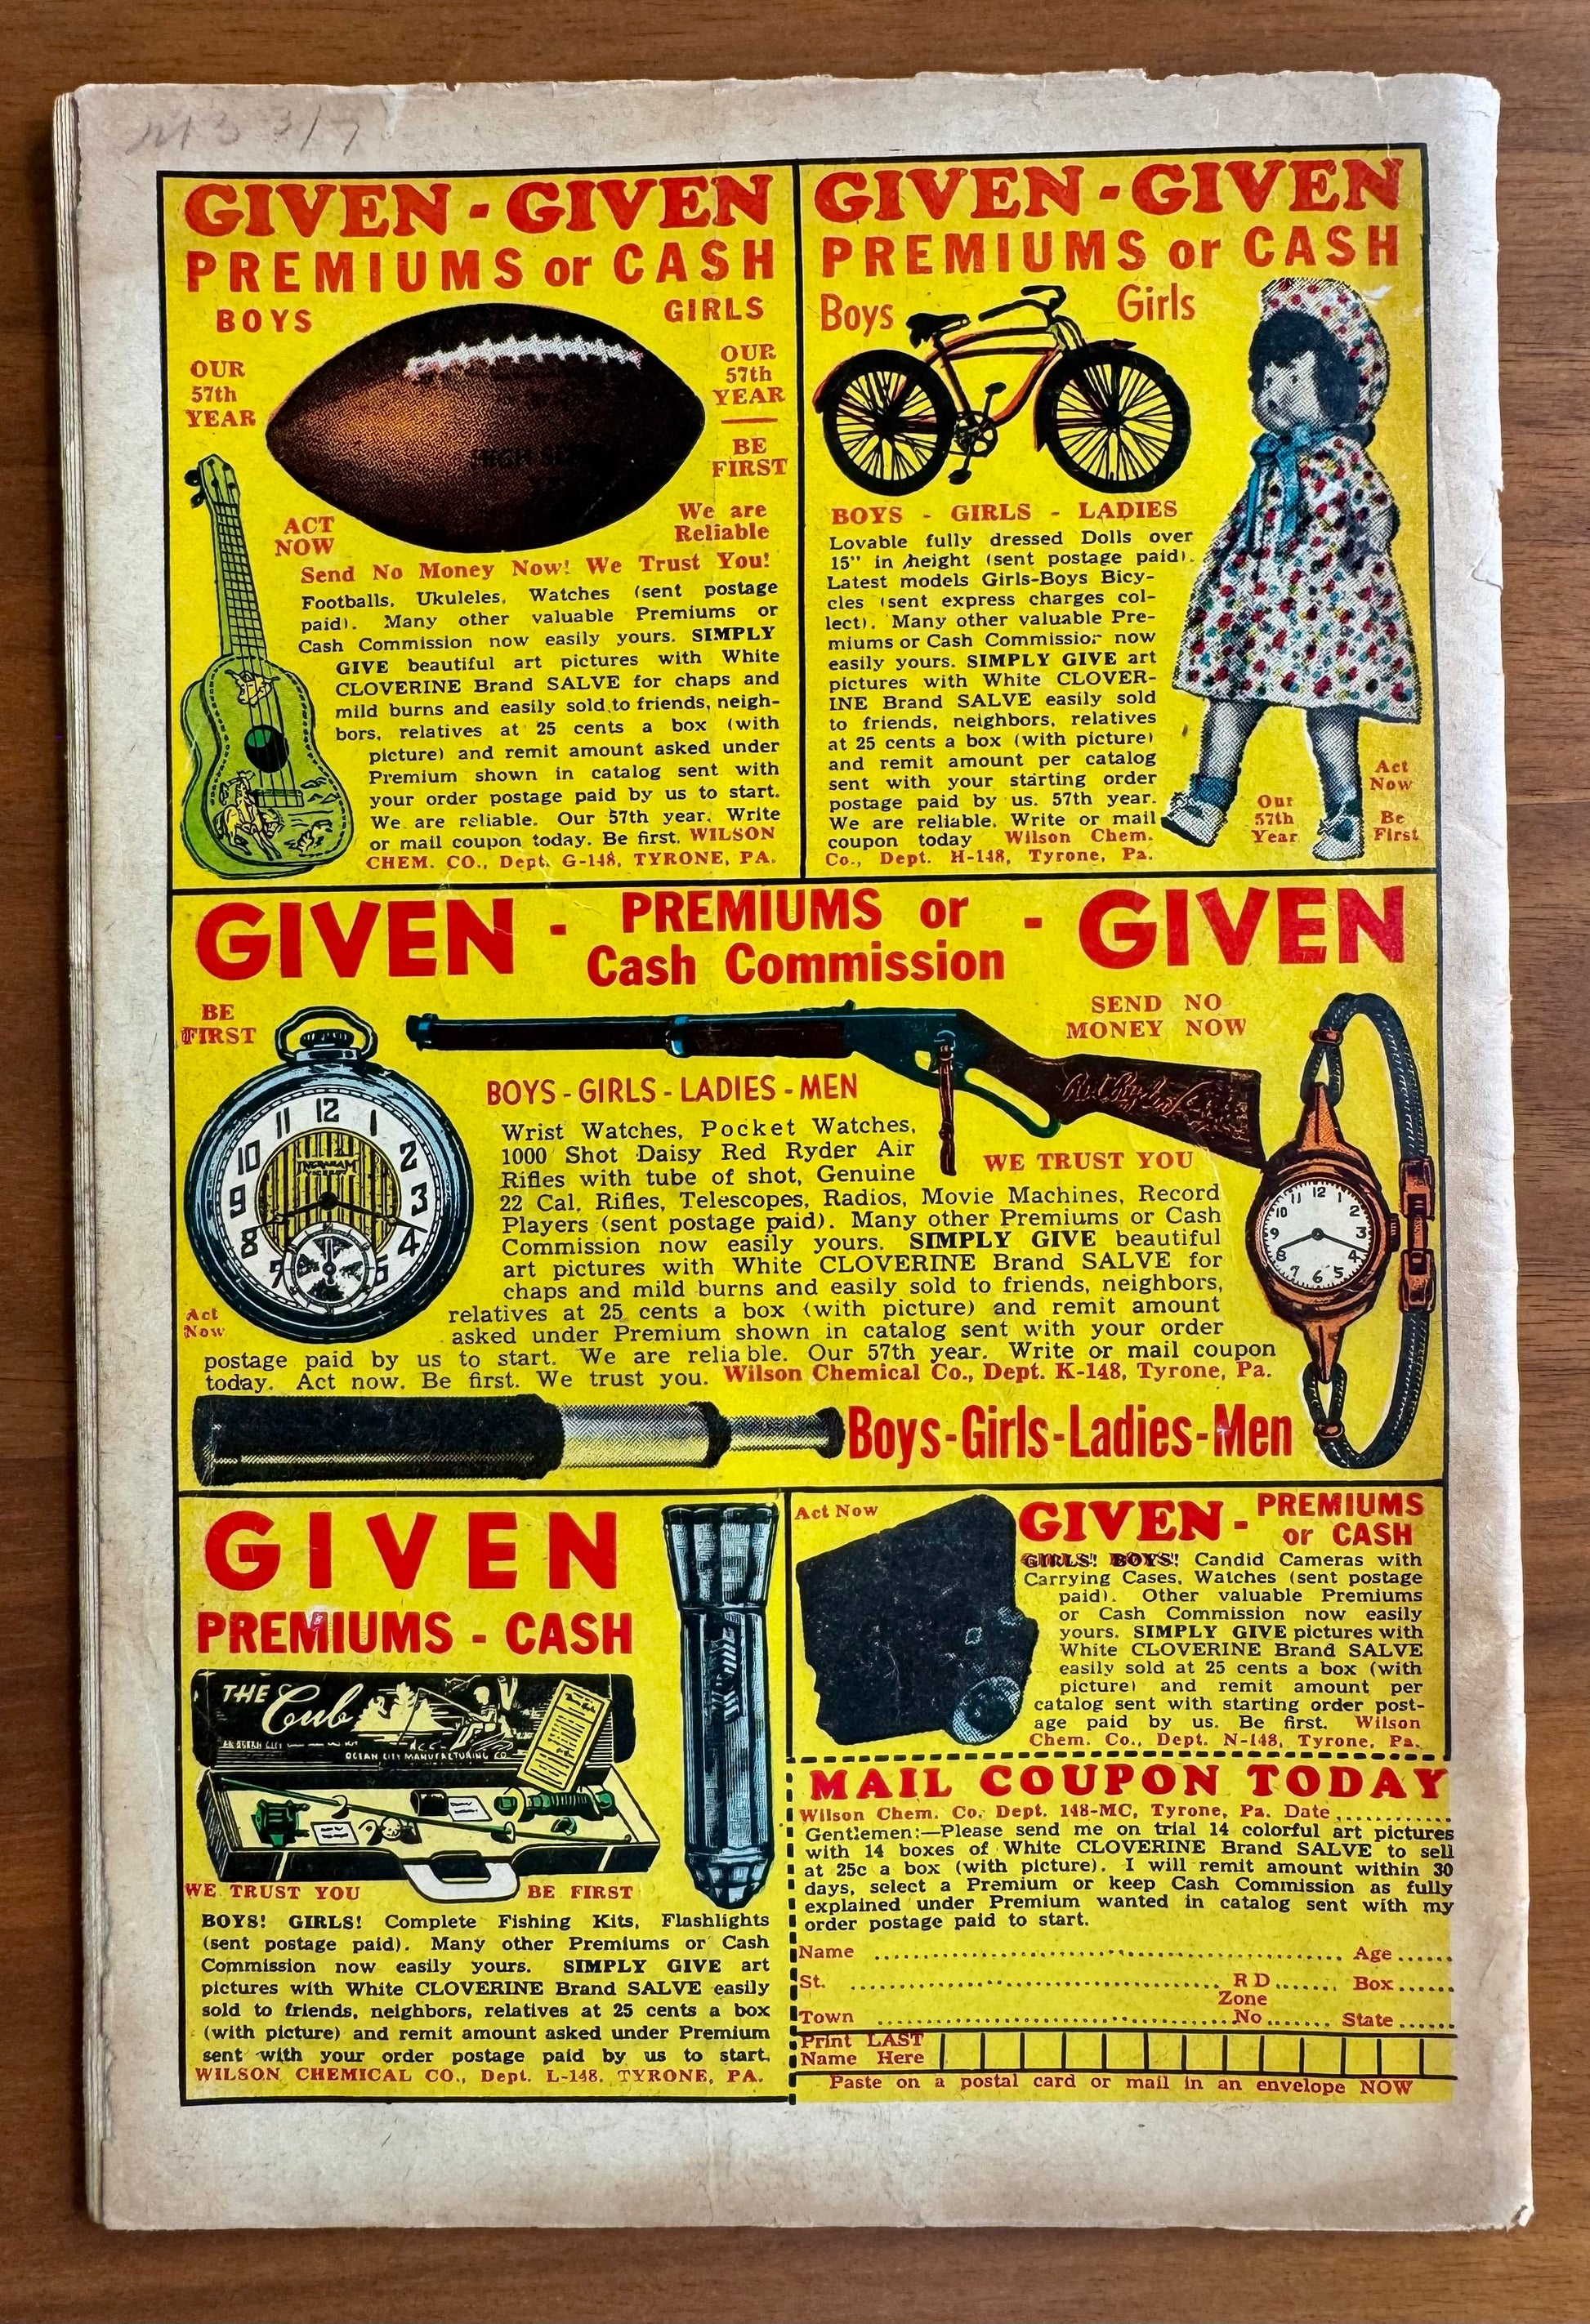 GIVEN - GIVEN
PREMIUMS or CASH
BOYS
GIRLS
OUR
57th
YEAR
OUR
57th
YEAR
BE
FIRST
ACT
NOW
We are
Reliable
Send No Money Now! We Trust You!
Footballs, Ukuleles, Watches (sent postage
paid). Many other valuable Premiums or
Cash Commission now easily yours. SIMPLY
GIVE beautiful art pictures with White
CLOVERINE Brand SALVE for chaps and
mild burns and easily sold to friends, neigh-
bors, relatives at 25 cents a box (with
picture) and remit amount asked under
Premium shown in catalog sent with
your order postage paid by us to start.
We are reliable. Our 57th year. Write
or mail coupon today. Be first. WILSON
CHEM. CO., Dept. G-148, TYRONE, PA.
GIVEN - GIVEN
PREMIUMS or CASH
Boys
Girls
BOYS - GIRLS - LADIES
Lovable fully dressed Dolls over
15" in height (sent postage paid).
Latest models Girls-Boys Bicy-
cles (sent express charges col-
lect). Many other valuable Pre-
miums or Cash Commission now
easily yours. SIMPLY GIVE art
pictures with White CLOVER-
INE Brand SALVE easily sold
to friends, neighbors, relatives
at 25 cents a box (with picture)
and remit amount per catalog
sent with your starting order
postage paid by us. 57th year.
We are reliable. Write or mail
coupon today Wilson Chem.
Co., Dept. H-148, Tyrone, Pa.
Our
57th
Year
Act
Now
Be
First
GIVEN - PREMIUMS or - GIVEN
Cash Commission
BE
FIRST
SEND NO
MONEY NOW
BOYS - GIRLS - LADIES - MEN
Red Ryder
INGRAHAM
12 1 2 3 4 6 7 8 9 10 11
12 1 2 3 4 5 6 7 8 9 10 11
WE TRUST YOU
Wrist Watches, Pocket Watches,
1000 Shot Daisy Red Ryder Air
Rifles with tube of shot, Genuine
22 Cal. Rifles, Telescopes, Radios, Movie Machines, Record
Players (sent postage paid). Many other Premiums or Cash
Commission now easily yours. SIMPLY GIVE beautiful
art pictures with White CLOVERINE Brand SALVE for
chaps and mild burns and easily sold to friends, neighbors,
relatives at 25 cents a box (with picture) and remit amount
asked under Premium shown in catalog sent with your order
postage paid by us to start. We are reliable. Our 57th year. Write or mail coupon
today. Act now. Be first. We trust you. Wilson Chemical Co., Dept. K-148, Tyrone, Pa.
Act
Now
Boys-Girls-Ladies-Men
GIVEN
PREMIUMS - CASH
THE Cub
OCEAN CITY MANUFACTURING CO
WE TRUST YOU
BE FIRST
BOYS! GIRLS! Complete Fishing Kits, Flashlights
(sent postage paid). Many other Premiums or Cash
Commission now easily yours. SIMPLY GIVE art
pictures with White CLOVERINE Brand SALVE easily
sold to friends, neighbors, relatives at 25 cents a box
(with picture) and remit amount asked under Premium
sent with your order postage paid by us to start.
WILSON CHEMICAL CO., Dept. L-148. TYRONE, PA.
Act Now
GIVEN - PREMIUMS
or CASH
GIRLS! BOYS! Candid Cameras with
Carrying Cases, Watches (sent postage
paid). Other valuable Premiums
or Cash Commission now easily
yours. SIMPLY GIVE pictures with
White CLOVERINE Brand SALVE
easily sold at 25 cents a box (with
picture) and remit amount per
catalog sent with starting order post-
age paid by us. Be first. Wilson
Chem. Co., Dept. N-148, Tyrone, Pa.
MAIL COUPON TODAY
Wilson Chem. Co. Dept. 148-MC, Tyrone, Pa. Date............
Gentlemen:—Please send me on trial 14 colorful art pictures
with 14 boxes of White CLOVERINE Brand SALVE to sell
at 25c a box (with picture). I will remit amount within 30
days, select a Premium or keep Cash Commission as fully
explained under Premium wanted in catalog sent with my
order postage paid to start.
Name ........................................ Age ......
St. .............................. R D ...... Box ......
Zone
Town .............................. No ....... State ......
Print LAST
Name Here
Paste on a postal card or mail in an envelope NOW